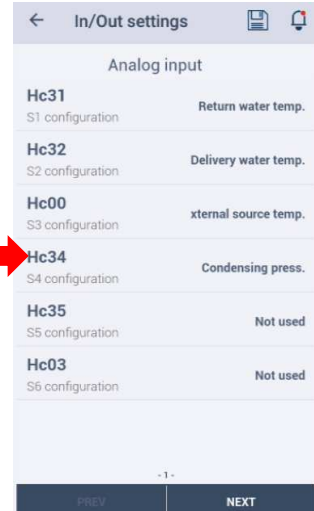 In/Out settings
Analog input
Hc31
Return water temp.
S1 configuration
Hc32
Delivery water temp.
S2 configuration
Hc00
xternal source temp.
S3 configuration
Hc34
Condensing press.
S4 configuration
Hc35
Not used
S5 configuration
Hc03
Not used
S6 configuration
- 1 -
PREV NEXT